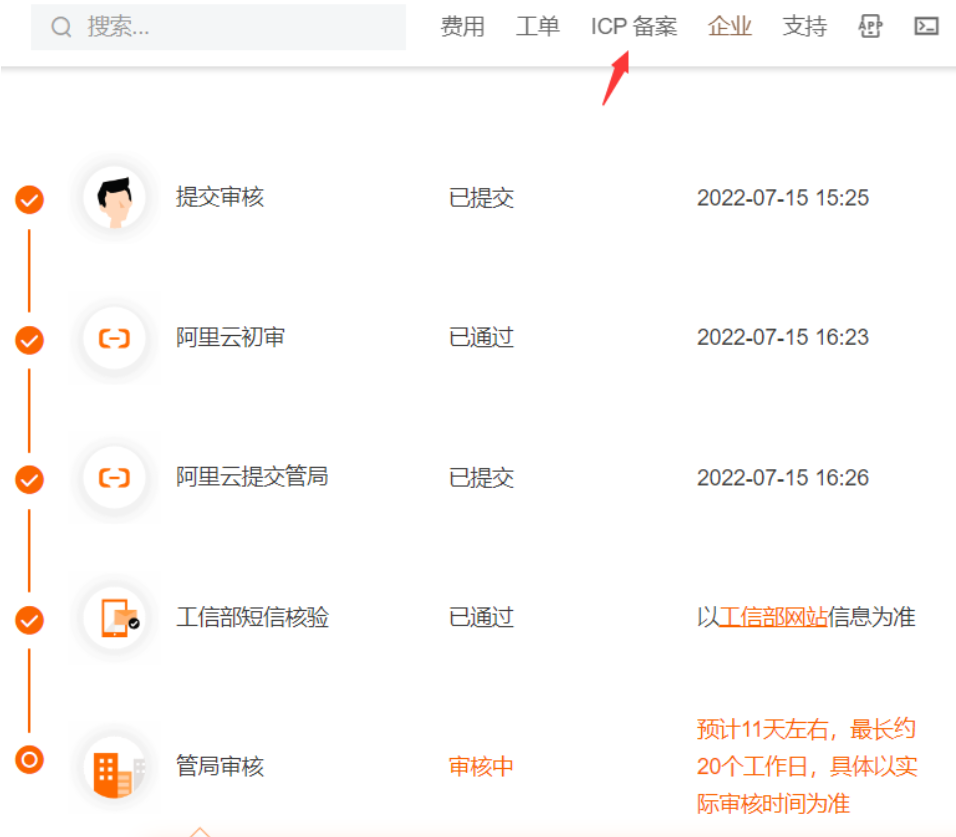 搜索...
费用 工单 ICP 备案 企业 支持 APP
提交审核 已提交 2022-07-15 15:25
阿里云初审 已通过 2022-07-15 16:23
阿里云提交管局 已提交 2022-07-15 16:26
工信部短信核验 已通过 以工信部网站信息为准
管局审核 审核中 预计11天左右，最长约
20个工作日，具体以实
际审核时间为准